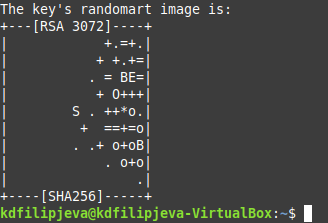 The key's randomart image is:
+---[RSA 3072]----+
|            +.=+.|
|           + +.+=|
|          . = BE=|
|           + O+++|
|        S . ++*o.|
|         +  ==+=o|
|        . .+ o+oB|
|            . o+o|
|                .|
+----[SHA256]-----+
kdfilipjeva@kdfilipjeva-VirtualBox:~$